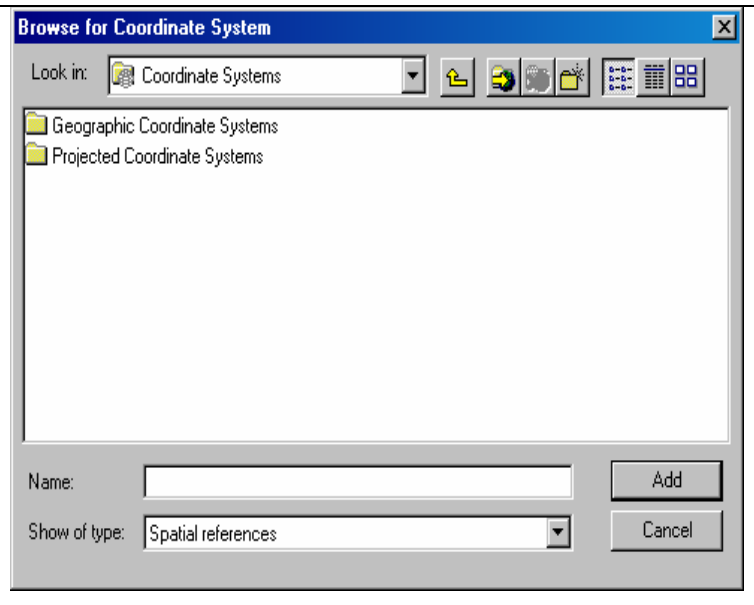 Browse for Coordinate System
Look in: Coordinate Systems
Geographic Coordinate Systems
Projected Coordinate Systems
Name:
Add
Show of type: Spatial references
Cancel